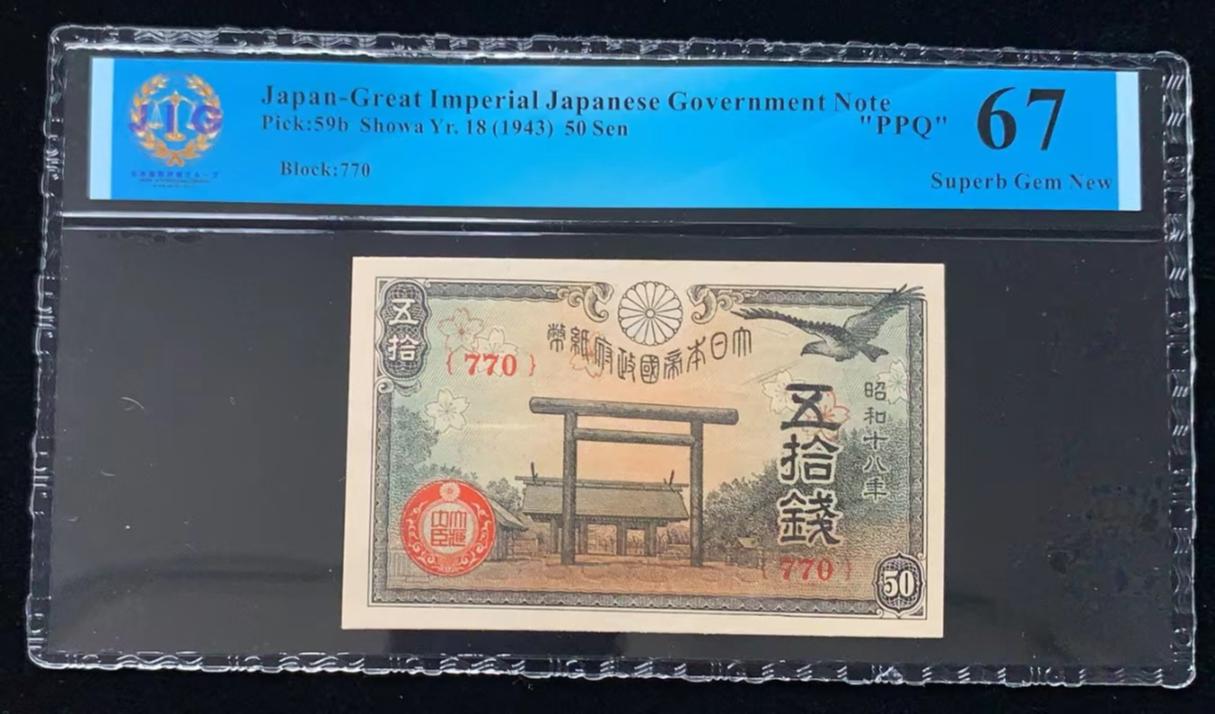 JIG
Japan-Great Imperial Japanese Government Note
Pick:59b Showa Yr. 18 (1943) 50 Sen
"PPQ"
67
Block:770
Superb Gem New
五拾
大日本帝國政府紙幣
{ 770 }
五拾錢
昭和十八年
{ 770 }
50